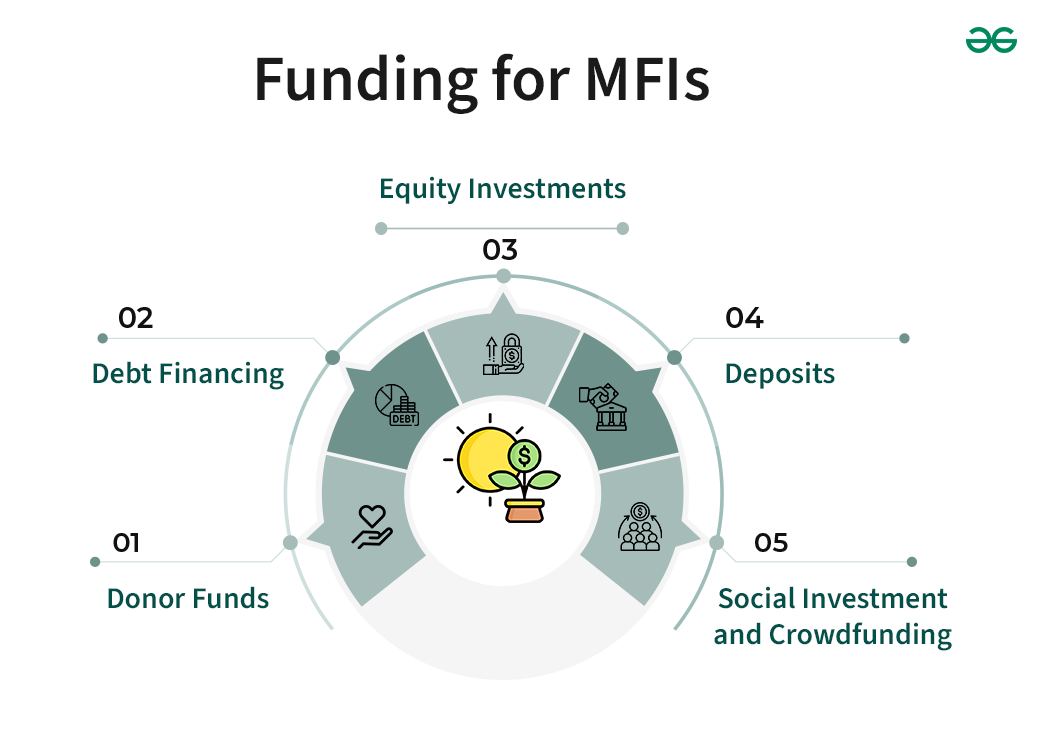 Funding for MFIs
Equity Investments
03
02
Debt Financing
04
Deposits
DEBT
01
Donor Funds
05
Social Investment
and Crowdfunding